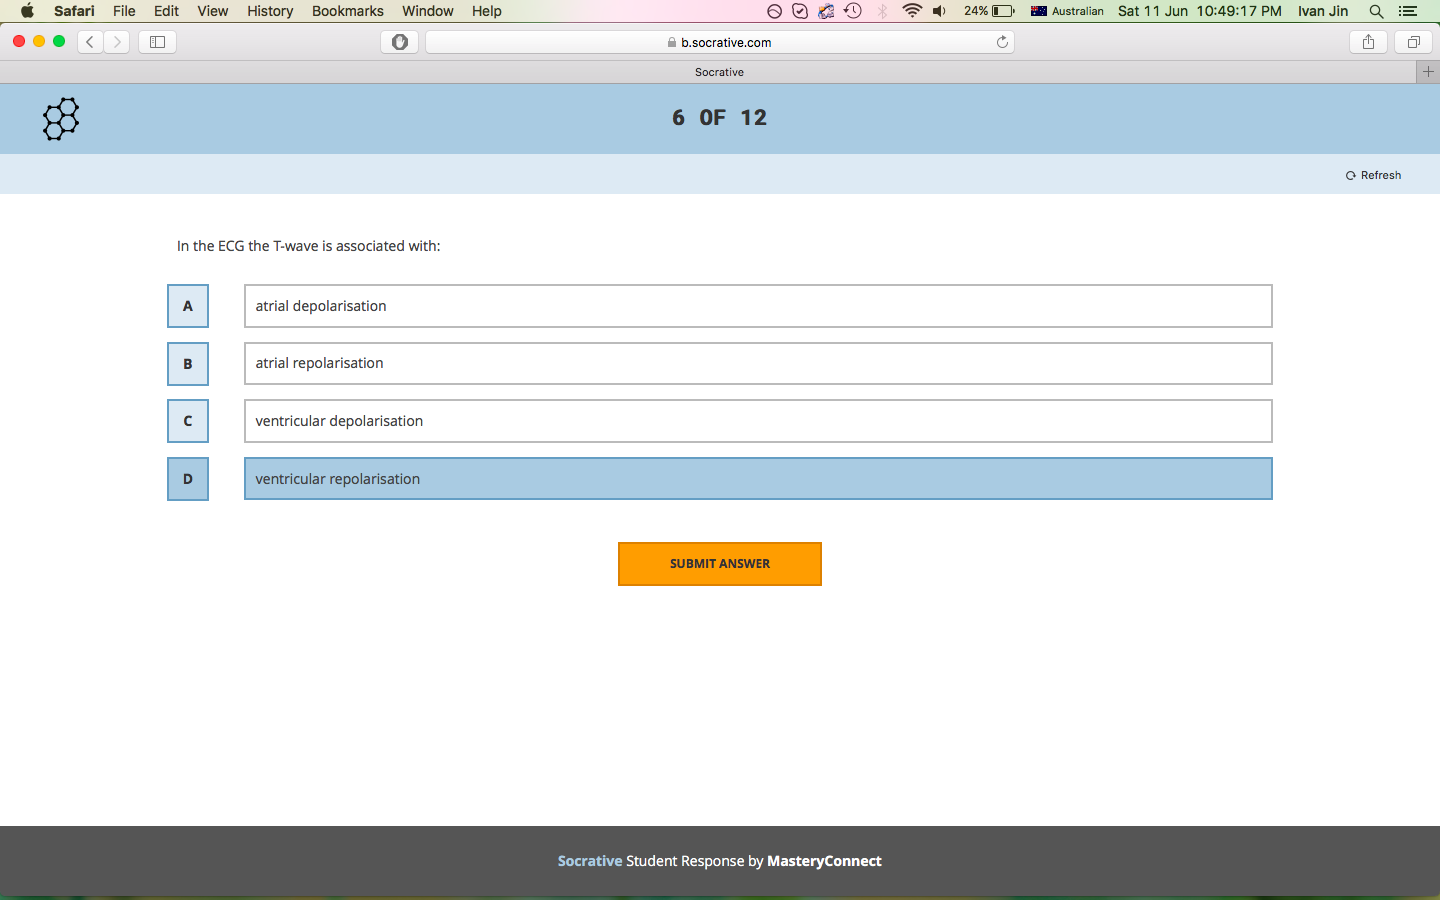 Safari File Edit View History Bookmarks Window Help 24% Australian Sat 11 Jun 10:49:17 PM Ivan Jin
b.socrative.com
Socrative
6 OF 12
Refresh
In the ECG the T-wave is associated with:
A atrial depolarisation
B atrial repolarisation
C ventricular depolarisation
D ventricular repolarisation
SUBMIT ANSWER
Socrative Student Response by MasteryConnect